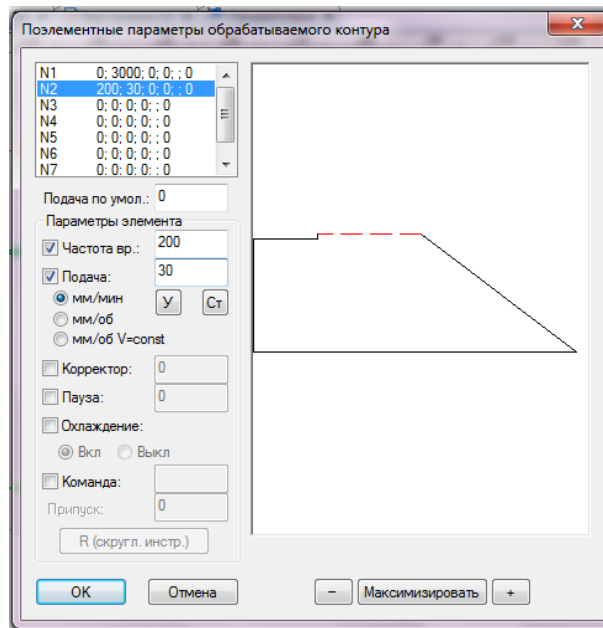 Поэлементные параметры обрабатываемого контура
N1 0; 3000; 0; 0; ; 0
N2 200; 30; 0; 0; ; 0
N3 0; 0; 0; 0; ; 0
N4 0; 0; 0; 0; ; 0
N5 0; 0; 0; 0; ; 0
N6 0; 0; 0; 0; ; 0
N7 0; 0; 0; 0; ; 0
Подача по умол.: 0
Параметры элемента
Частота вр.: 200
Подача: 30
мм/мин У Ст
мм/об
мм/об V=const
Корректор: 0
Пауза: 0
Охлаждение:
Вкл Выкл
Команда:
Припуск: 0
R (скругл. инстр.)
OK Отмена – Максимизировать +